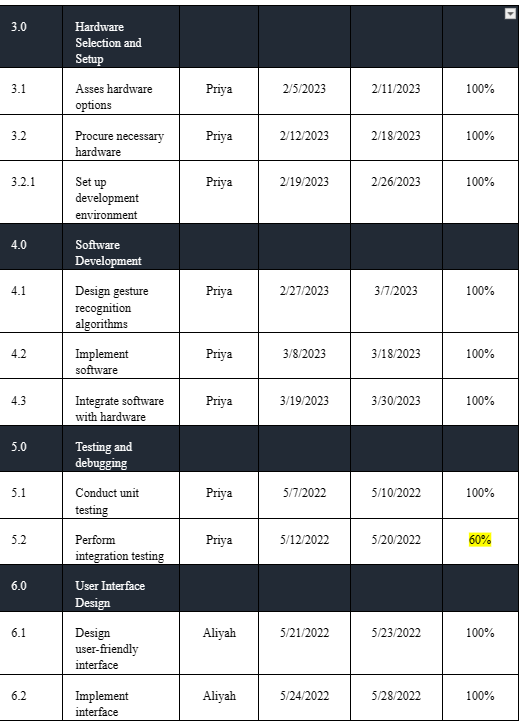 3.0 Hardware
Selection and
Setup
3.1 Asses hardware Priya 2/5/2023 2/11/2023 100%
options
3.2 Procure necessary Priya 2/12/2023 2/18/2023 100%
hardware
3.2.1 Set up Priya 2/19/2023 2/26/2023 100%
development
environment
4.0 Software
Development
4.1 Design gesture Priya 2/27/2023 3/7/2023 100%
recognition
algorithms
4.2 Implement Priya 3/8/2023 3/18/2023 100%
software
4.3 Integrate software Priya 3/19/2023 3/30/2023 100%
with hardware
5.0 Testing and
debugging
5.1 Conduct unit Priya 5/7/2022 5/10/2022 100%
testing
5.2 Perform Priya 5/12/2022 5/20/2022 60%
integration testing
6.0 User Interface
Design
6.1 Design Aliyah 5/21/2022 5/23/2022 100%
user-friendly
interface
6.2 Implement Aliyah 5/24/2022 5/28/2022 100%
interface